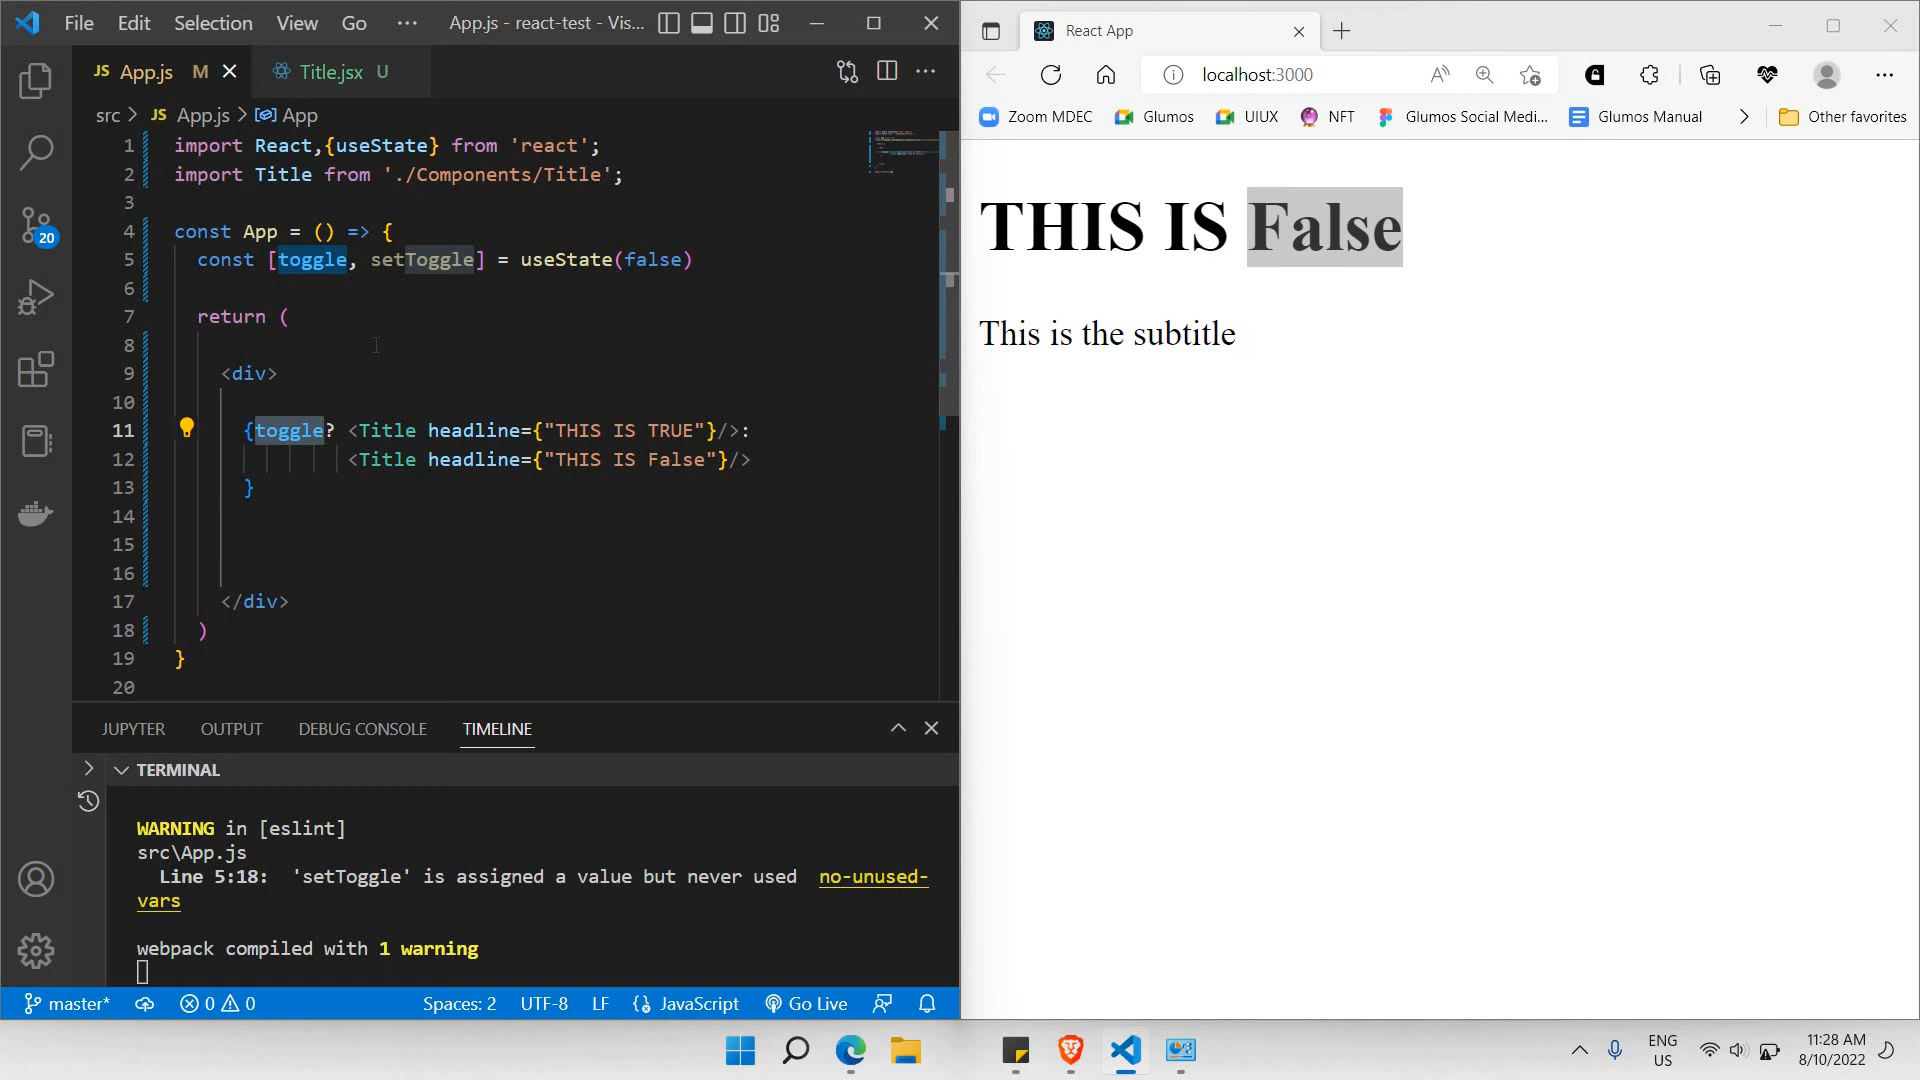 File Edit Selection View Go ··· App.js - react-test - Vis...
JS App.js M Title.jsx U
src > JS App.js > App
1 import React,{useState} from 'react';
2 import Title from './Components/Title';
3
4 const App = () => {
5 const [toggle, setToggle] = useState(false)
6
7 return (
8
9 <div>
10
11 {toggle? <Title headline={"THIS IS TRUE"}/>:
12 <Title headline={"THIS IS False"}/>
13 }
14
15
16
17 </div>
18 )
19 }
20
20
JUPYTER OUTPUT DEBUG CONSOLE TIMELINE
TERMINAL
WARNING in [eslint]
src\App.js
Line 5:18: 'setToggle' is assigned a value but never used no-unused-
vars
webpack compiled with 1 warning
master* 0 0 Spaces: 2 UTF-8 LF JavaScript Go Live
React App
localhost:3000
Zoom MDEC Glumos UIUX NFT Glumos Social Medi... Glumos Manual Other favorites
THIS IS False
This is the subtitle
ENG
US
11:28 AM
8/10/2022